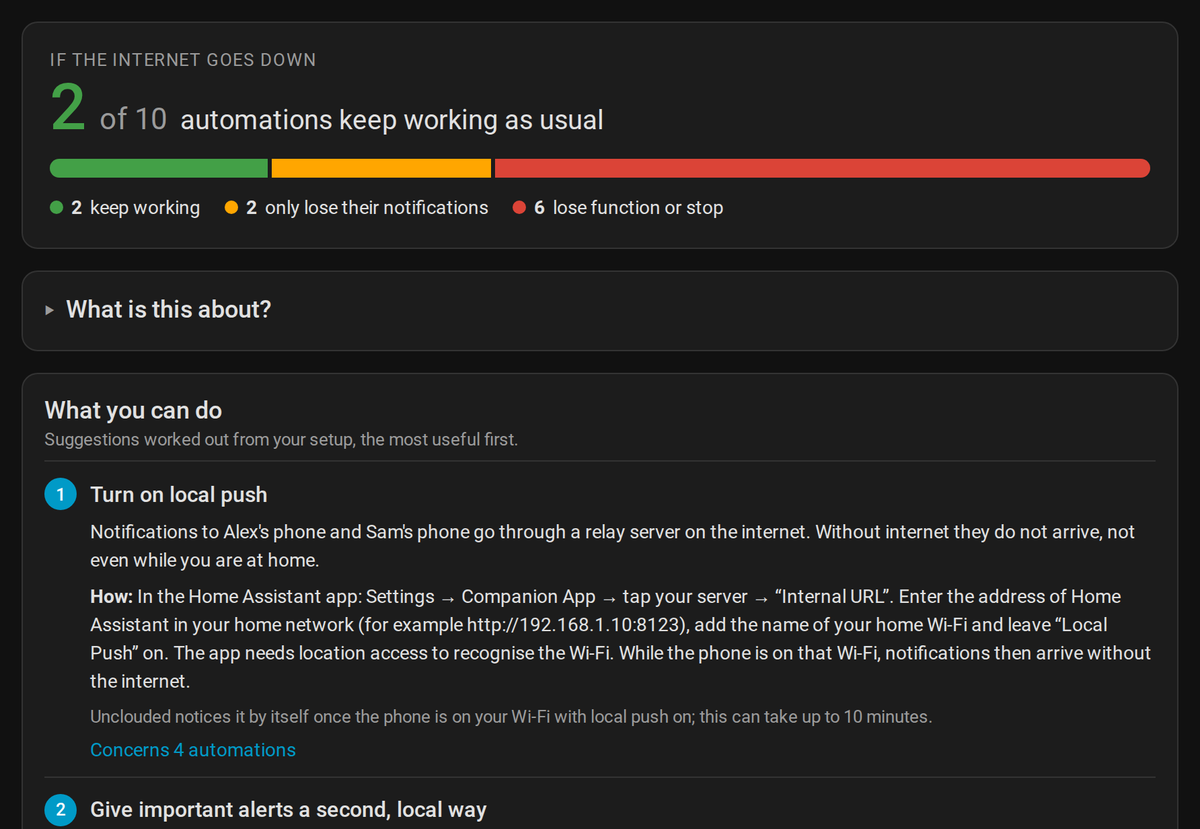 IF THE INTERNET GOES DOWN
2 of 10 automations keep working as usual
2 keep working 2 only lose their notifications 6 lose function or stop
What is this about?
What you can do
Suggestions worked out from your setup, the most useful first.
1 Turn on local push
Notifications to Alex's phone and Sam's phone go through a relay server on the internet. Without internet they do not arrive, not
even while you are at home.
How: In the Home Assistant app: Settings → Companion App → tap your server → “Internal URL”. Enter the address of Home
Assistant in your home network (for example http://192.168.1.10:8123), add the name of your home Wi-Fi and leave “Local
Push” on. The app needs location access to recognise the Wi-Fi. While the phone is on that Wi-Fi, notifications then arrive without
the internet.
Unclouded notices it by itself once the phone is on your Wi-Fi with local push on; this can take up to 10 minutes.
Concerns 4 automations
2 Give important alerts a second, local way